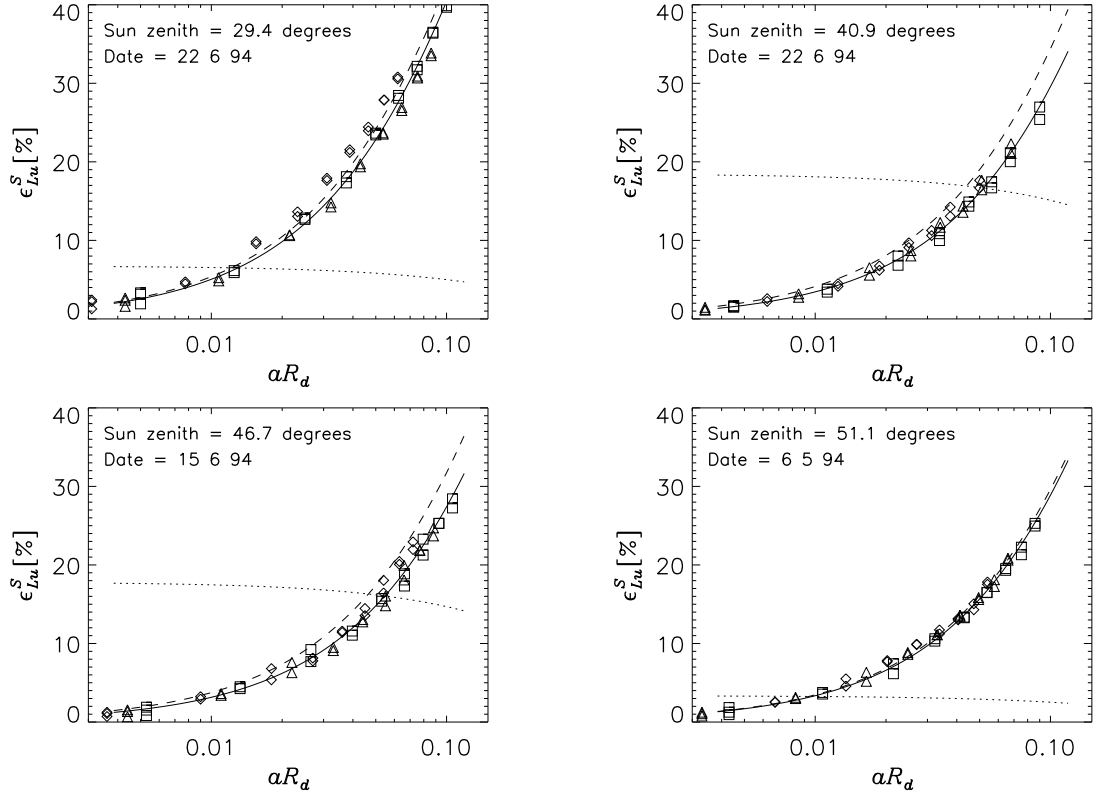 40
Sun zenith = 29.4 degrees
Date = 22 6 94
30
20
10
0
ϵ^S_Lu [%]
0.01 0.10
aR_d
40
Sun zenith = 40.9 degrees
Date = 22 6 94
30
20
10
0
ϵ^S_Lu [%]
0.01 0.10
aR_d
40
Sun zenith = 46.7 degrees
Date = 15 6 94
30
20
10
0
ϵ^S_Lu [%]
0.01 0.10
aR_d
40
Sun zenith = 51.1 degrees
Date = 6 5 94
30
20
10
0
ϵ^S_Lu [%]
0.01 0.10
aR_d